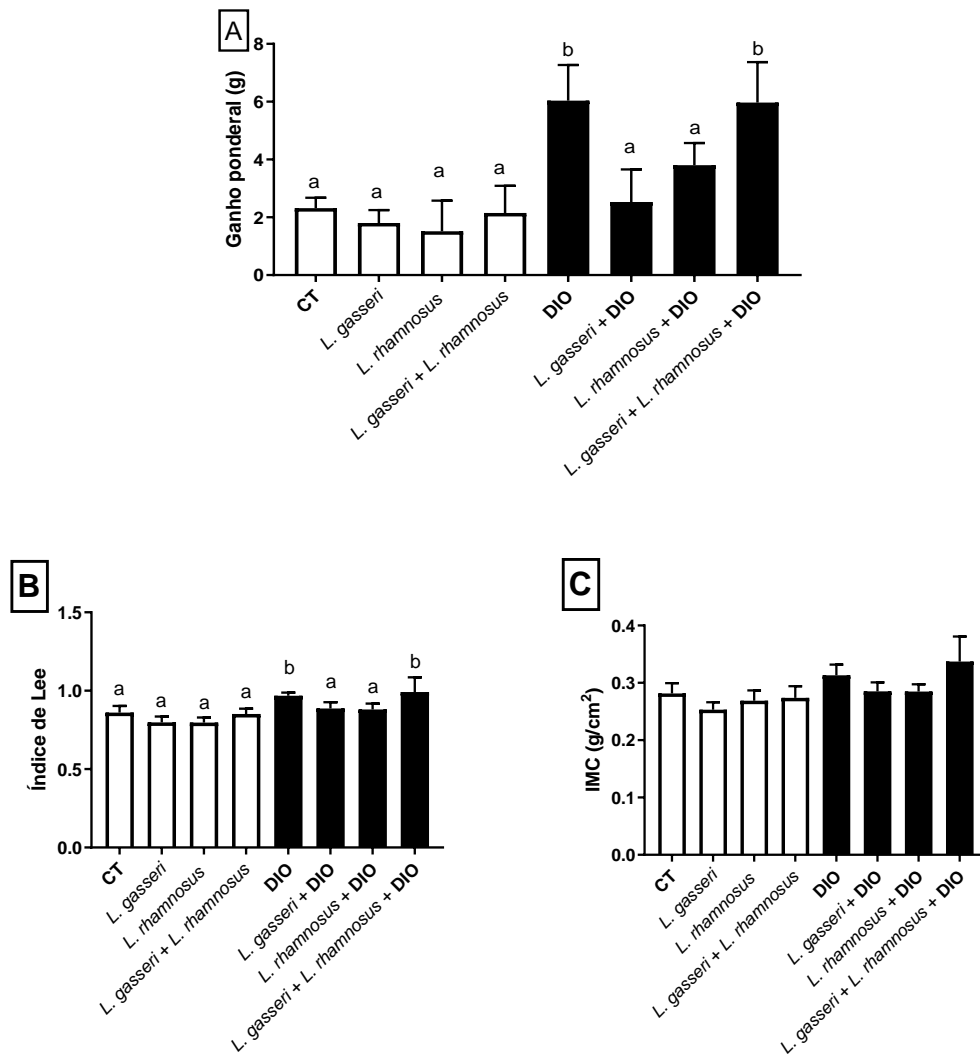 A
Ganho ponderal (g)
8
6
4
2
0
a
a
a
a
b
a
a
b
CT
L. gasseri
L. rhamnosus
L. gasseri + L. rhamnosus
DIO
L. gasseri + DIO
L. rhamnosus + DIO
L. gasseri + L. rhamnosus + DIO
B
Índice de Lee
1.5
1.0
0.5
0.0
a
a
a
a
b
a
a
b
CT
L. gasseri
L. rhamnosus
L. gasseri + L. rhamnosus
DIO
L. gasseri + DIO
L. rhamnosus + DIO
L. gasseri + L. rhamnosus + DIO
C
IMC (g/cm²)
0.4
0.3
0.2
0.1
0.0
CT
L. gasseri
L. rhamnosus
L. gasseri + L. rhamnosus
DIO
L. gasseri + DIO
L. rhamnosus + DIO
L. gasseri + L. rhamnosus + DIO